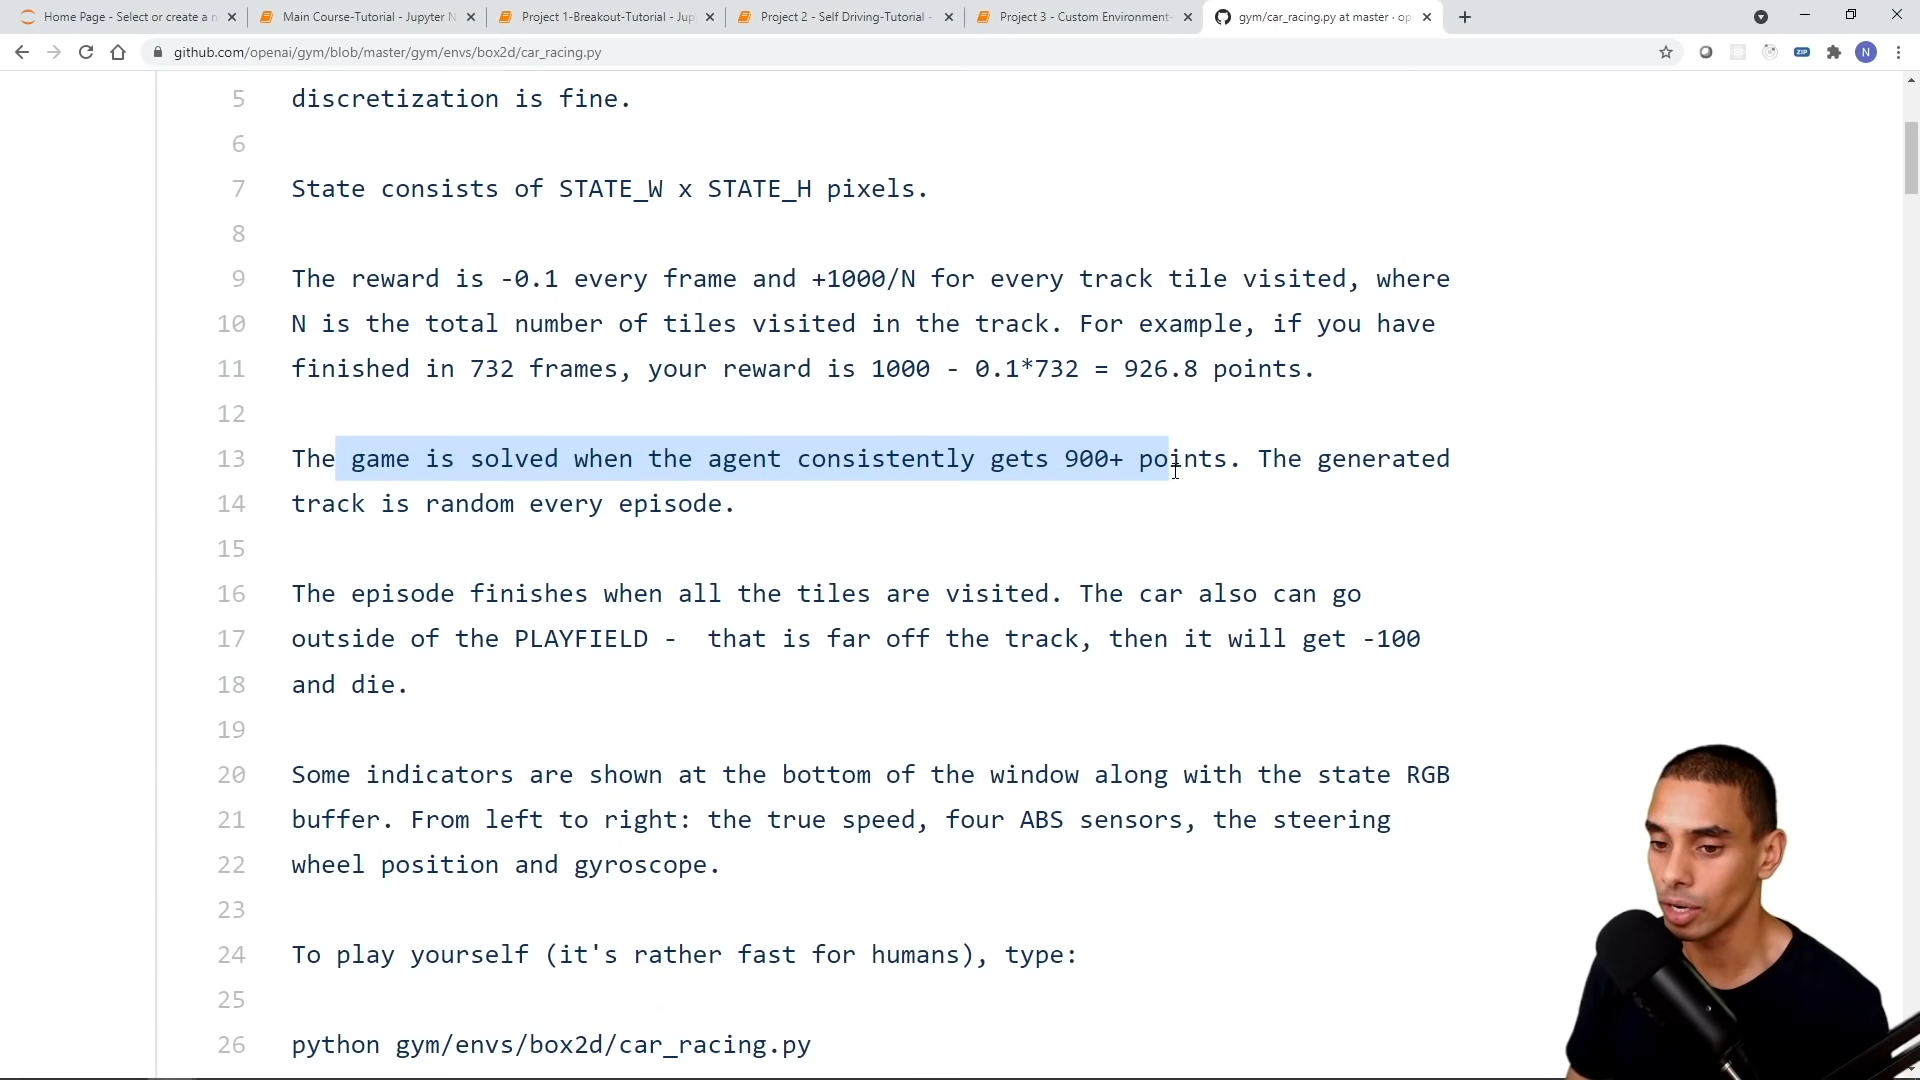 Home Page - Select or create a n
Main Course-Tutorial - Jupyter N
Project 1-Breakout-Tutorial - Jup
Project 2 - Self Driving-Tutorial -
Project 3 - Custom Environment-
gym/car_racing.py at master · op
github.com/openai/gym/blob/master/gym/envs/box2d/car_racing.py
ZIP
N
5 discretization is fine.
6
7 State consists of STATE_W x STATE_H pixels.
8
9 The reward is -0.1 every frame and +1000/N for every track tile visited, where
10 N is the total number of tiles visited in the track. For example, if you have
11 finished in 732 frames, your reward is 1000 - 0.1*732 = 926.8 points.
12
13 The game is solved when the agent consistently gets 900+ points. The generated
14 track is random every episode.
15
16 The episode finishes when all the tiles are visited. The car also can go
17 outside of the PLAYFIELD -  that is far off the track, then it will get -100
18 and die.
19
20 Some indicators are shown at the bottom of the window along with the state RGB
21 buffer. From left to right: the true speed, four ABS sensors, the steering
22 wheel position and gyroscope.
23
24 To play yourself (it's rather fast for humans), type:
25
26 python gym/envs/box2d/car_racing.py